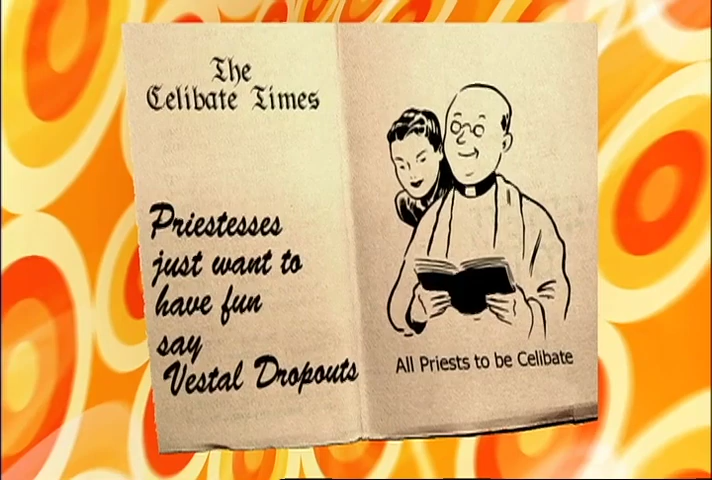 The
Celibate Times
Priestesses
just want to
have fun
say
Vestal Dropouts
All Priests to be Celibate